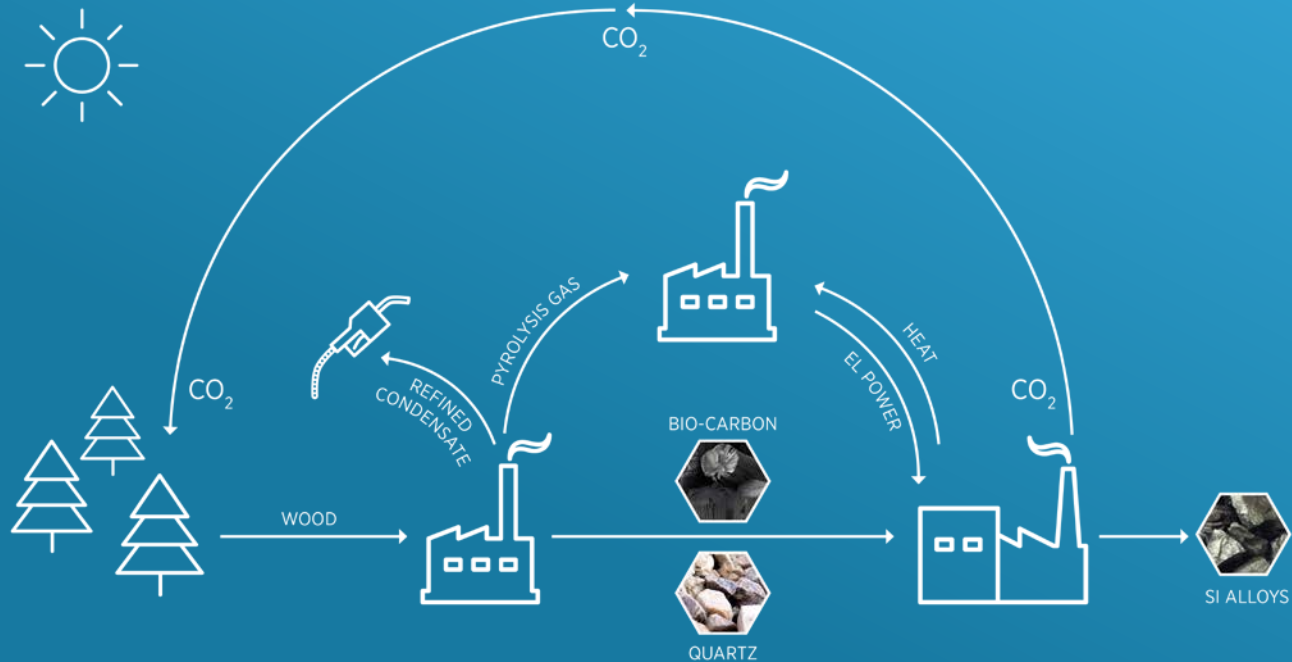 CO₂
PYROLYSIS GAS
HEAT
EL POWER
REFINED
CONDENSATE
CO₂
CO₂
BIO-CARBON
WOOD
SI ALLOYS
QUARTZ